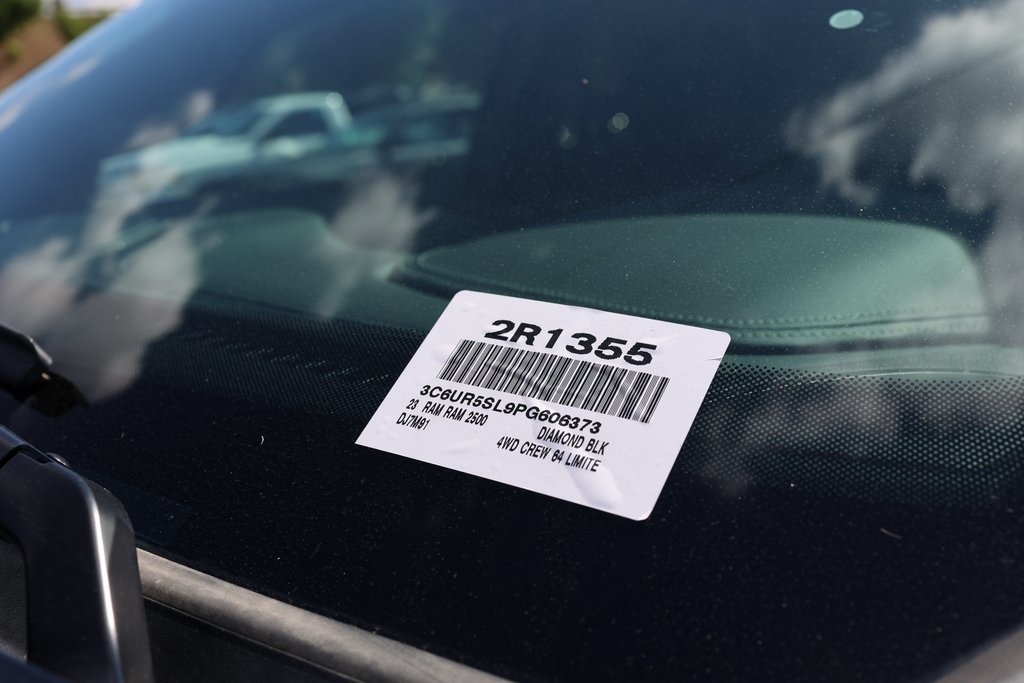 2R1355
3C6UR5SL9PG606373
23 RAM RAM 2500 DIAMOND BLK
DJ7M91 4WD CREW 64 LIMITE